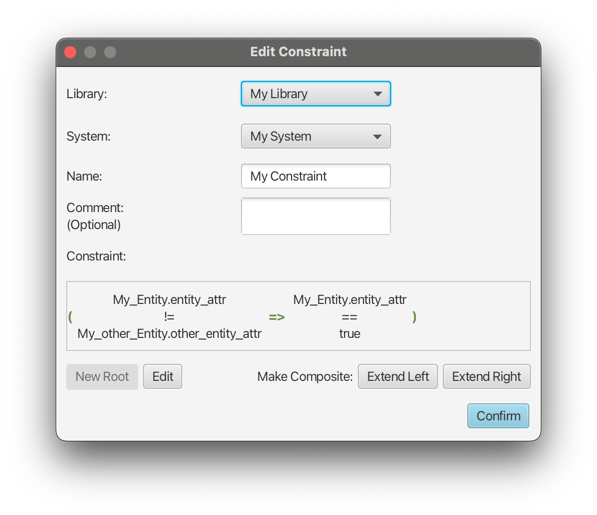 Edit Constraint
Library: My Library
System: My System
Name: My Constraint
Comment:
(Optional)
Constraint:
My_Entity.entity_attr My_Entity.entity_attr
( != => == )
My_other_Entity.other_entity_attr true
New Root Edit Make Composite: Extend Left Extend Right
Confirm